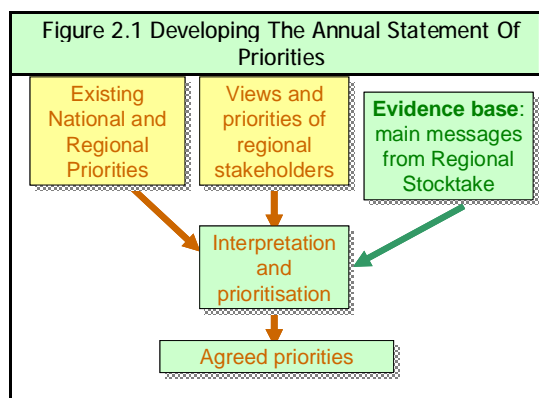 Figure 2.1 Developing The Annual Statement Of
Priorities
Existing
National and
Regional
Priorities
Views and
priorities of
regional
stakeholders
Evidence base:
main messages
from Regional
Stocktake
Interpretation
and
prioritisation
Agreed priorities